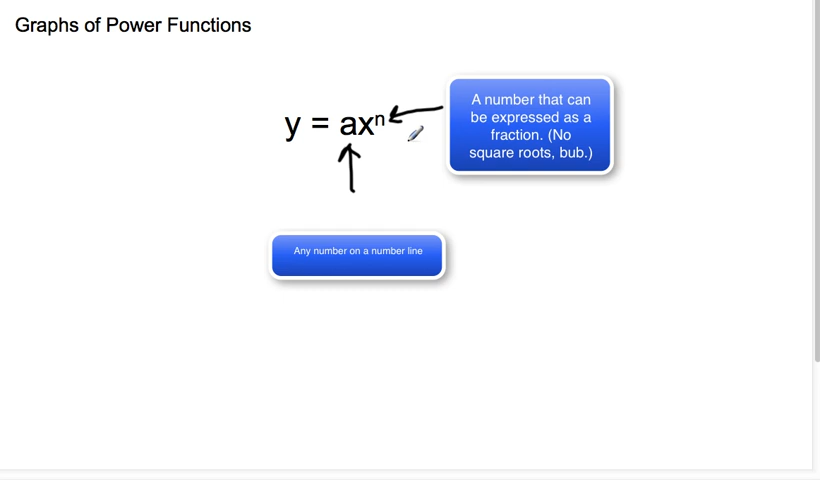 Graphs of Power Functions
y = axⁿ
A number that can
be expressed as a
fraction. (No
square roots, bub.)
Any number on a number line